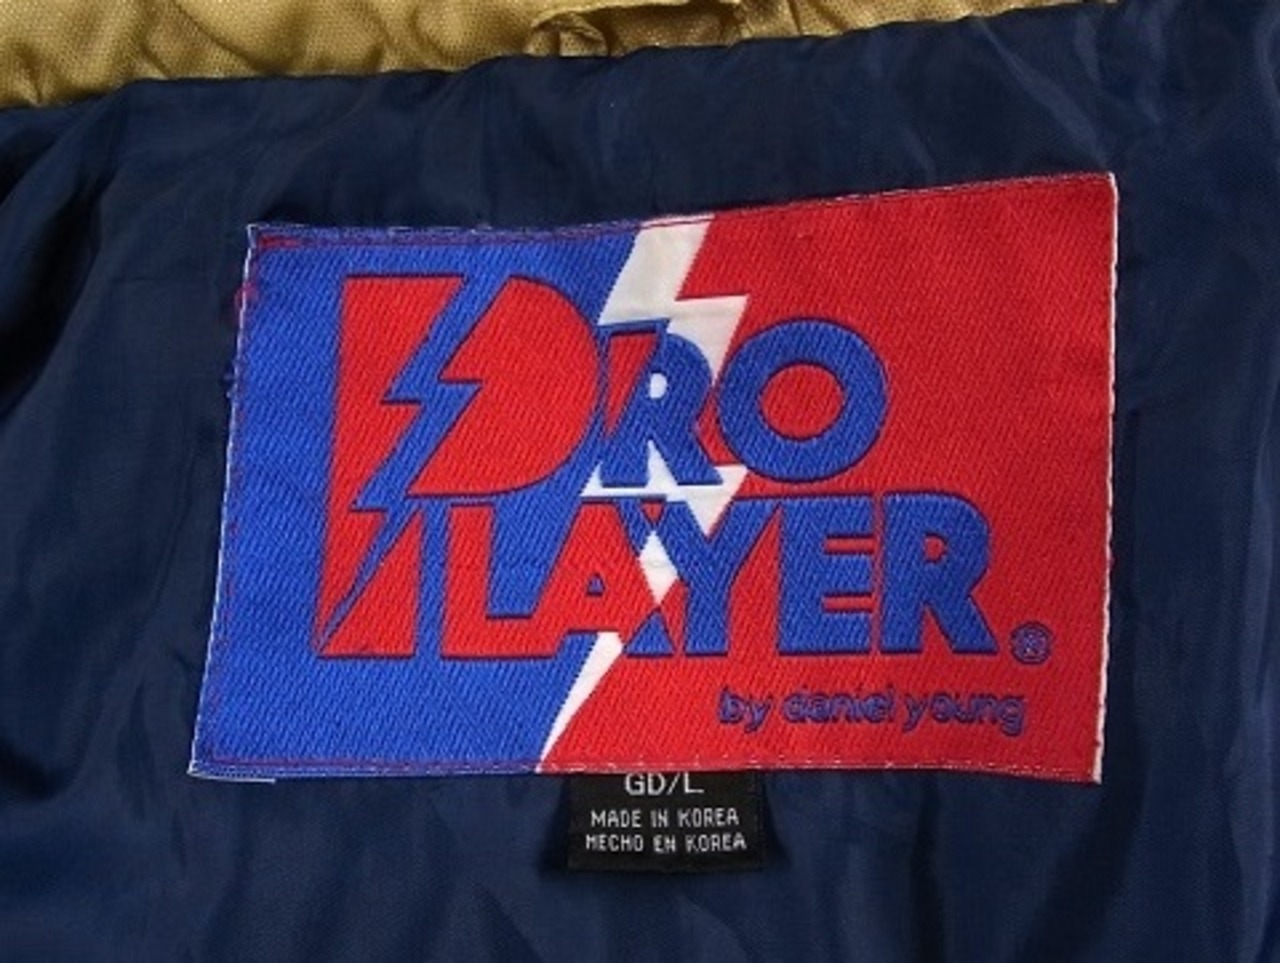 PRO
PLAYER®
by daniel young
GD/L
MADE IN KOREA
HECHO EN KOREA